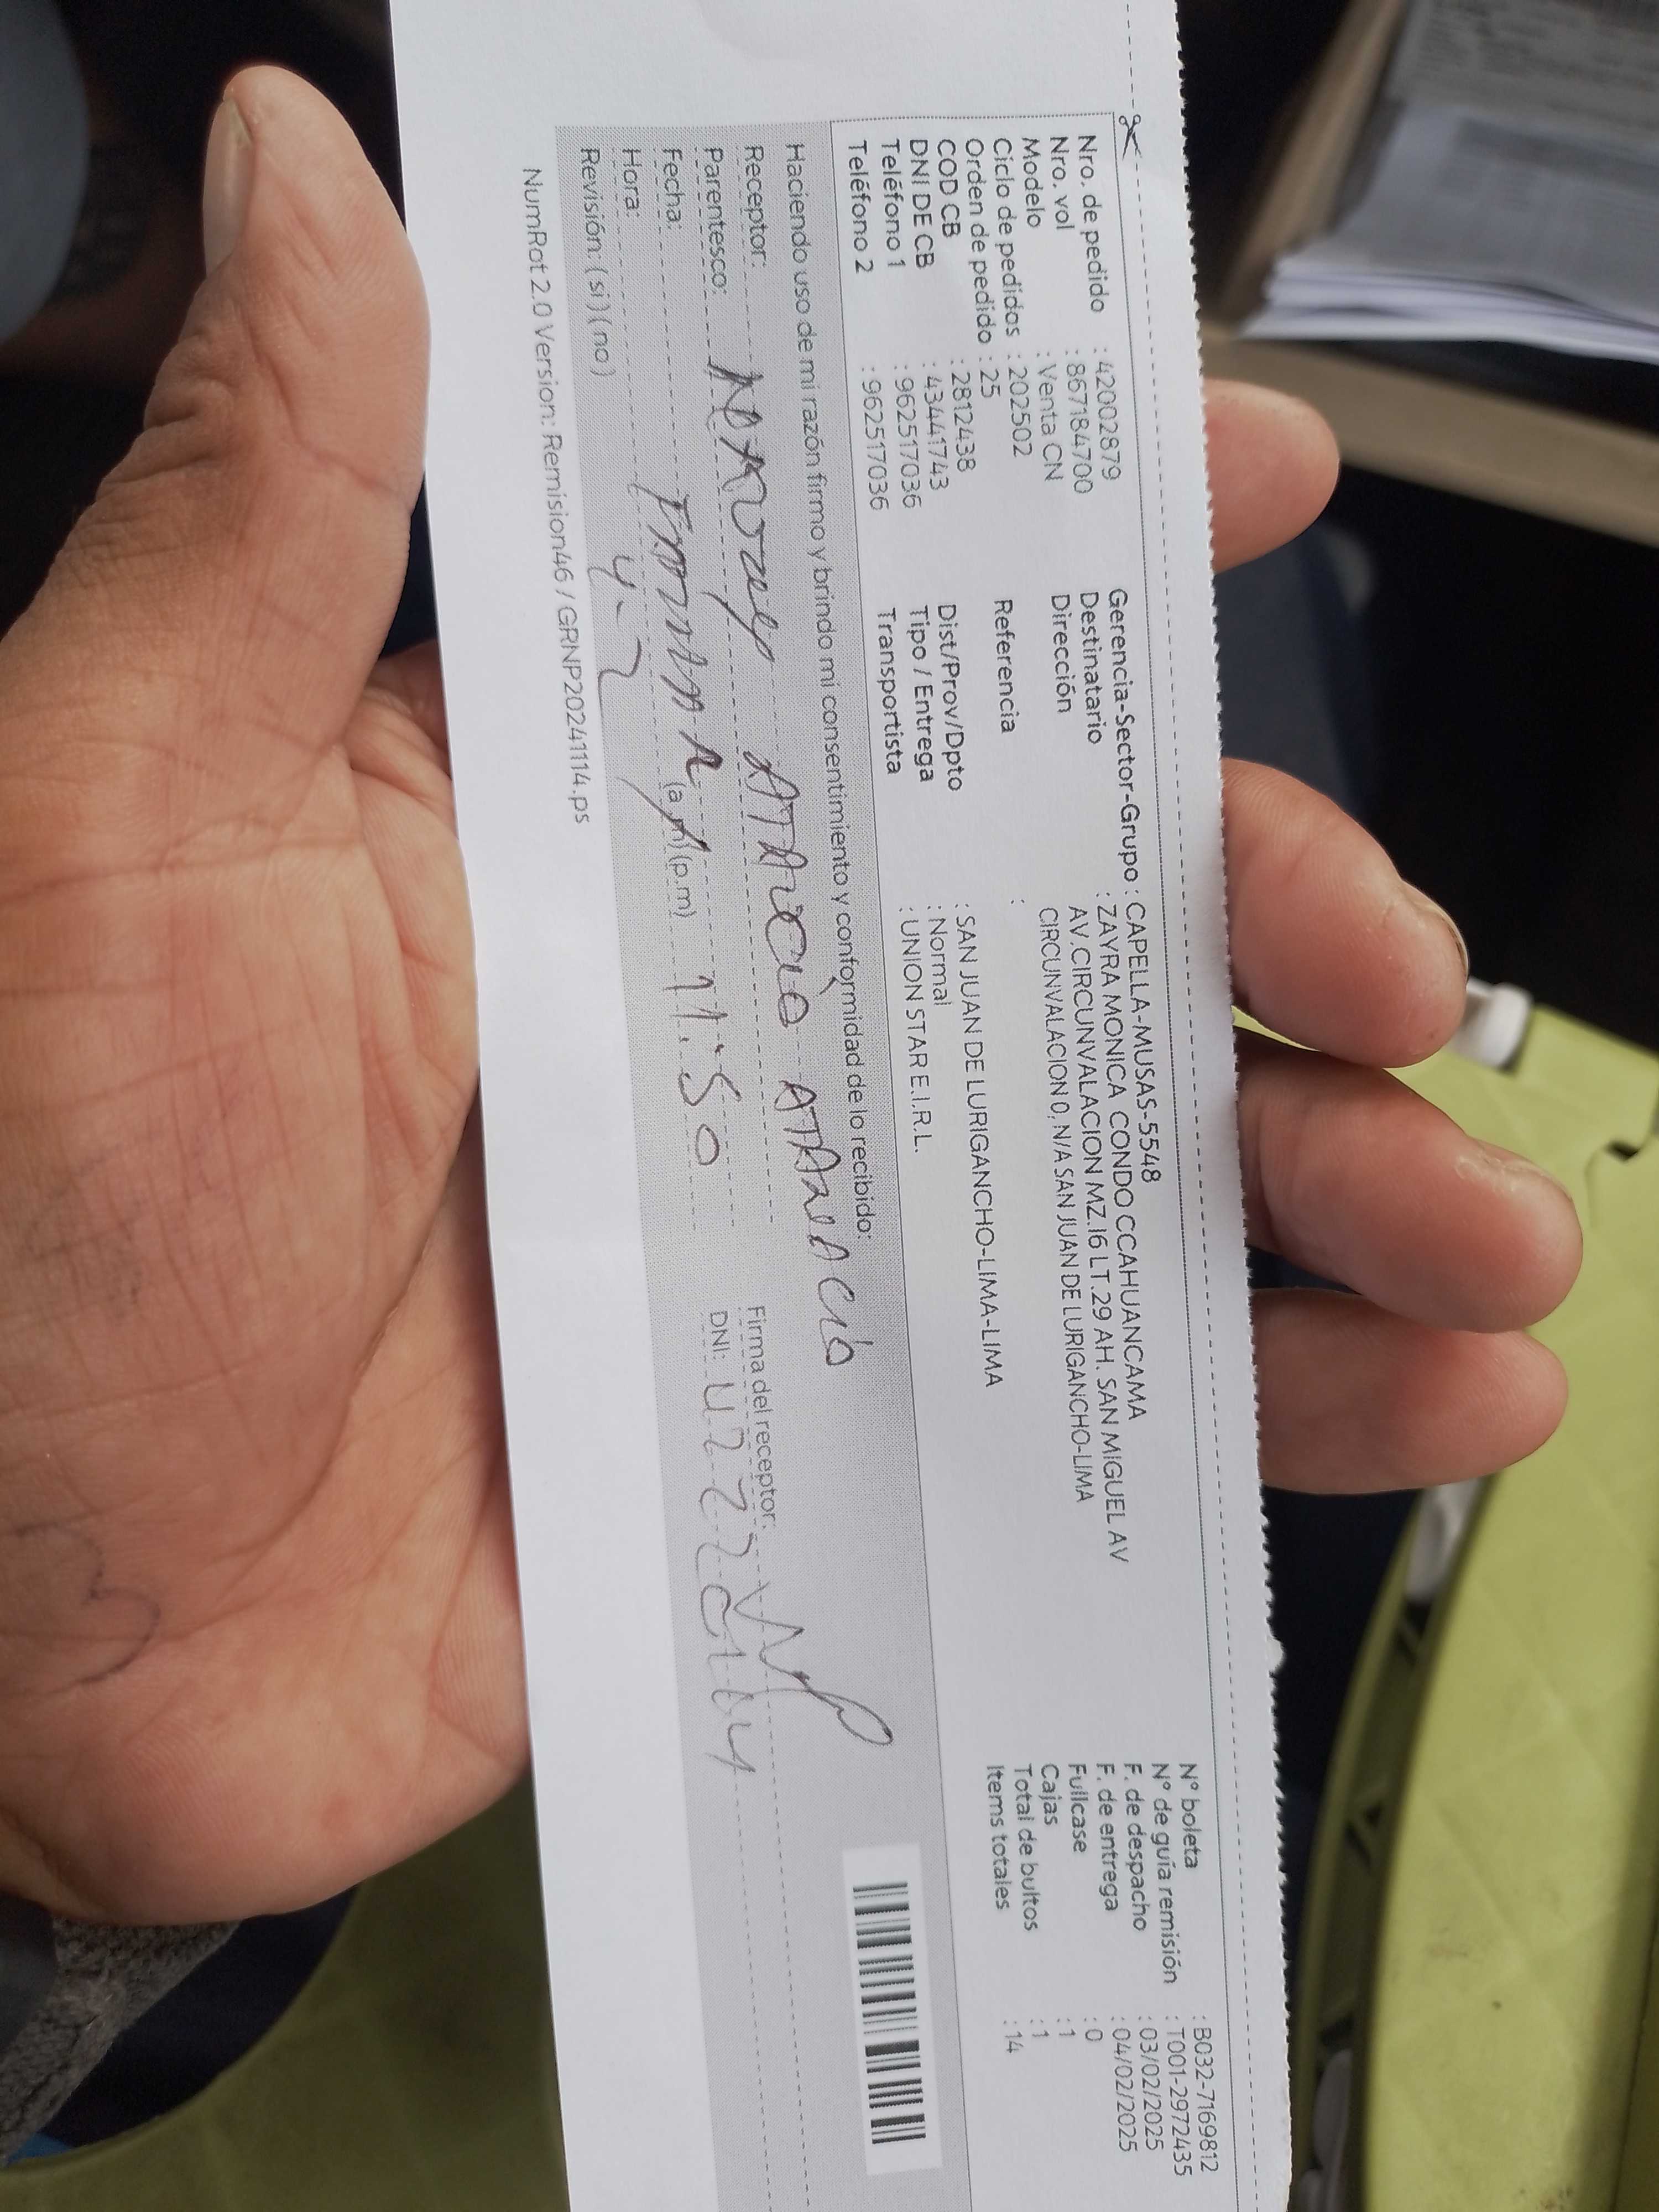 Nro. de pedido : 42002879
Nro. vol : 867184700
Modelo : Venta CN
Ciclo de pedidos : 202502
Orden de pedido : 25
COD CB : 2812438
DNI DE CB : 43441743
Teléfono 1 : 962517036
Teléfono 2 : 962517036
Gerencia-Sector-Grupo : CAPELLA-MUSAS-5548
Destinatario : ZAYRA MONICA CONDO CCAHUANCAMA
Dirección AV.CIRCUNVALACION MZ.I6 LT.29 AH. SAN MIGUEL AV
CIRCUNVALACION 0, N/A SAN JUAN DE LURIGANCHO-LIMA
Referencia :
Dist/Prov/Dpto : SAN JUAN DE LURIGANCHO-LIMA-LIMA
Tipo / Entrega : Normal
Transportista : UNION STAR E.I.R.L.
N° boleta : B032-7169812
N° de guía remisión : T001-2972435
F. de despacho : 03/02/2025
F. de entrega : 04/02/2025
Fullcase : 0
Cajas : 1
Total de bultos : 1
Items totales : 14
Haciendo uso de mi razón firmo y brindo mi consentimiento y conformidad de lo recibido:
Receptor: ATANACIO
Parentesco:
Fecha: 4-2
Hora: (a.m) (p.m) 11:50
Revisión: (si) (no)
Firma del receptor:
DNI:
NumRot 2.0 Version: Remision46 / GRNP20241114.ps